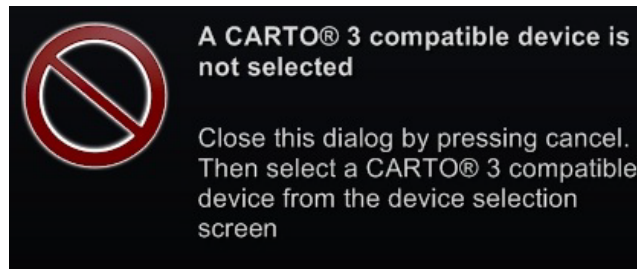 A CARTO® 3 compatible device is
not selected
Close this dialog by pressing cancel.
Then select a CARTO® 3 compatible
device from the device selection
screen